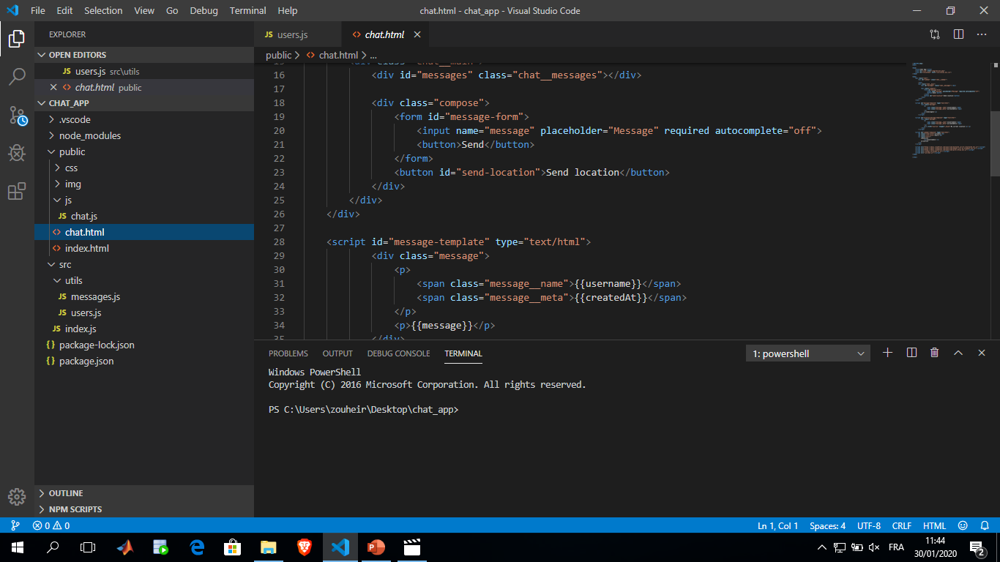 File Edit Selection View Go Debug Terminal Help chat.html - chat_app - Visual Studio Code
EXPLORER
OPEN EDITORS
JS users.js src\utils
<> chat.html public
CHAT_APP
.vscode
node_modules
public
css
img
js
JS chat.js
<> chat.html
<> index.html
src
utils
JS messages.js
JS users.js
JS index.js
{} package-lock.json
{} package.json
OUTLINE
NPM SCRIPTS
JS users.js <> chat.html
public > <> chat.html > ...
16 <div id="messages" class="chat__messages"></div>
17
18 <div class="compose">
19 <form id="message-form">
20 <input name="message" placeholder="Message" required autocomplete="off">
21 <button>Send</button>
22 </form>
23 <button id="send-location">Send location</button>
24 </div>
25 </div>
26 </div>
27
28 <script id="message-template" type="text/html">
29 <div class="message">
30 <p>
31 <span class="message__name">{{username}}</span>
32 <span class="message__meta">{{createdAt}}</span>
33 </p>
34 <p>{{message}}</p>
35 </div>
PROBLEMS OUTPUT DEBUG CONSOLE TERMINAL 1: powershell
Windows PowerShell
Copyright (C) 2016 Microsoft Corporation. All rights reserved.
PS C:\Users\zouheir\Desktop\chat_app>
0 0 Ln 1, Col 1 Spaces: 4 UTF-8 CRLF HTML
FRA
11:44
30/01/2020
2